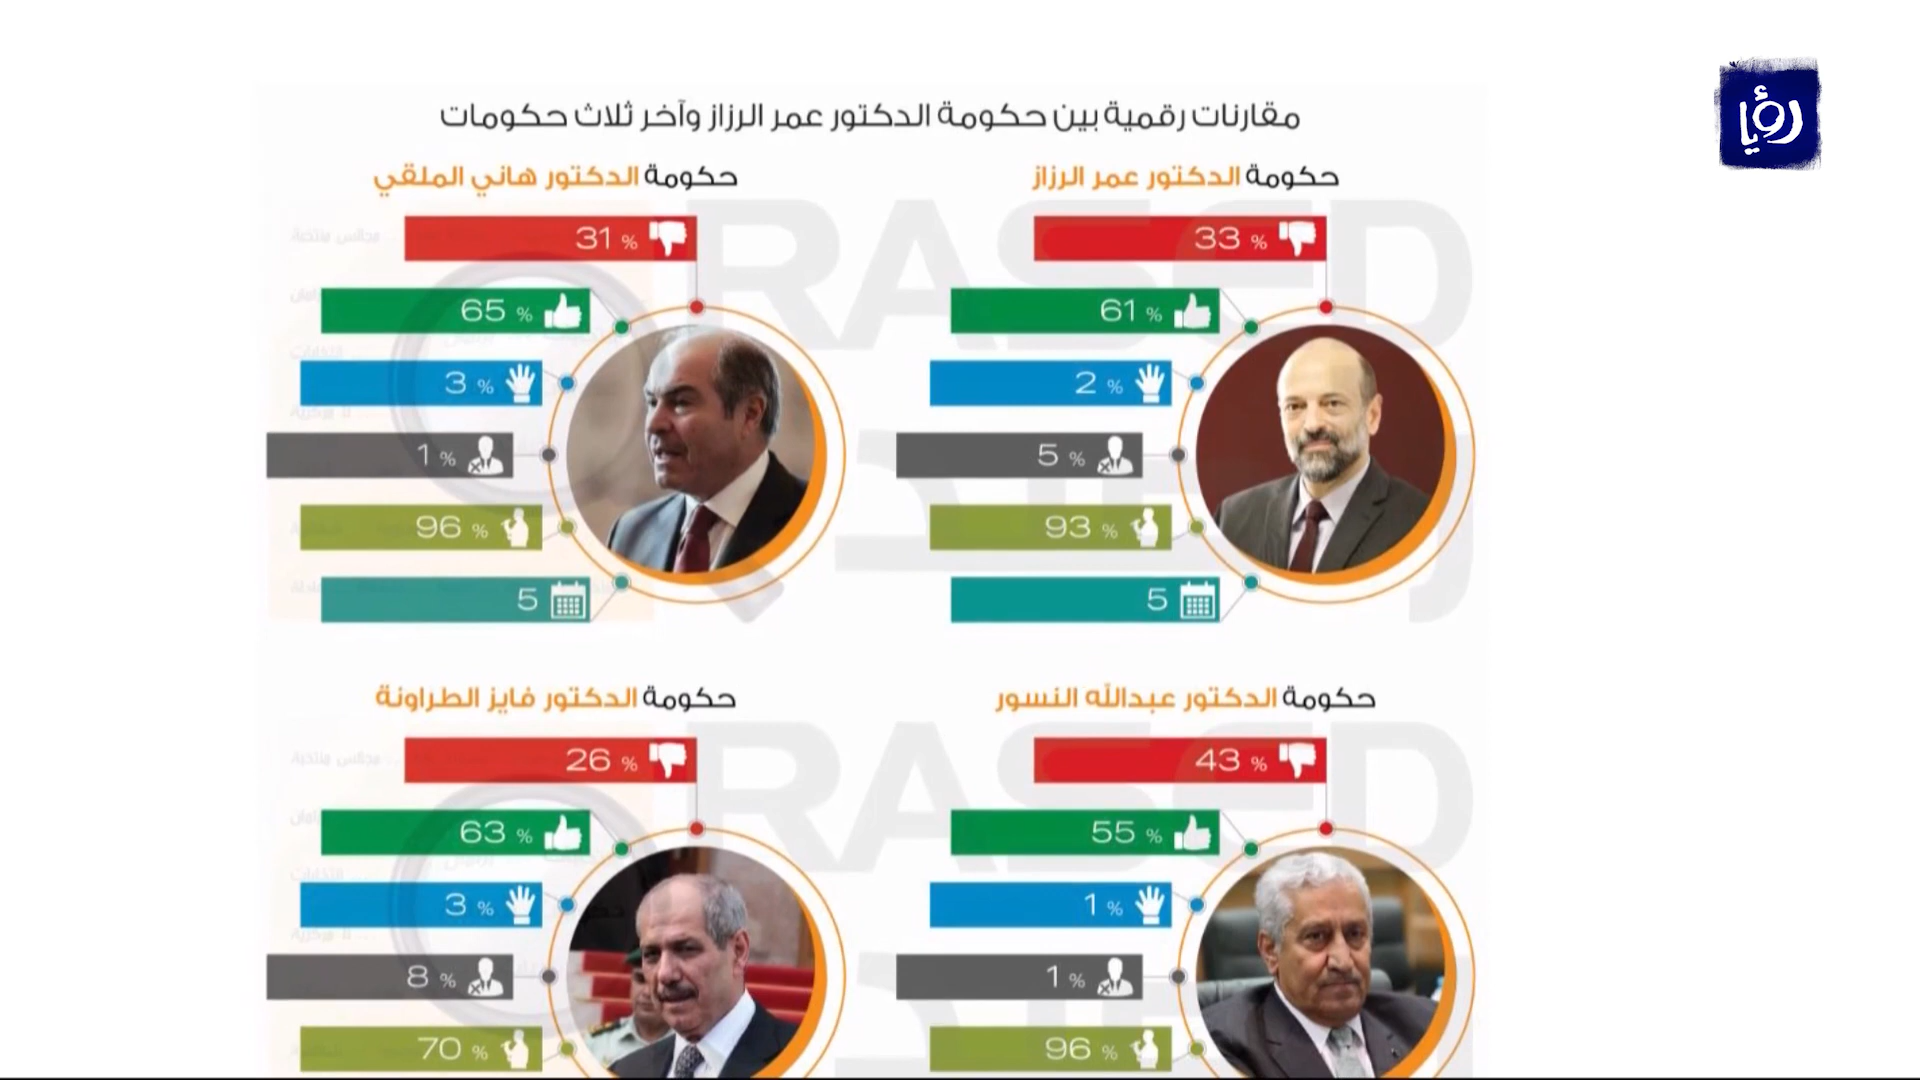 رؤيا
مقارنات رقمية بين حكومة الدكتور عمر الرزاز وآخر ثلاث حكومات
حكومة الدكتور عمر الرزاز
33 %
61 %
2 %
5 %
93 %
5
حكومة الدكتور هاني الملقي
31 %
65 %
3 %
1 %
96 %
5
حكومة الدكتور عبدالله النسور
43 %
55 %
1 %
1 %
96 %
حكومة الدكتور فايز الطراونة
26 %
63 %
3 %
8 %
70 %
RASED
RASED